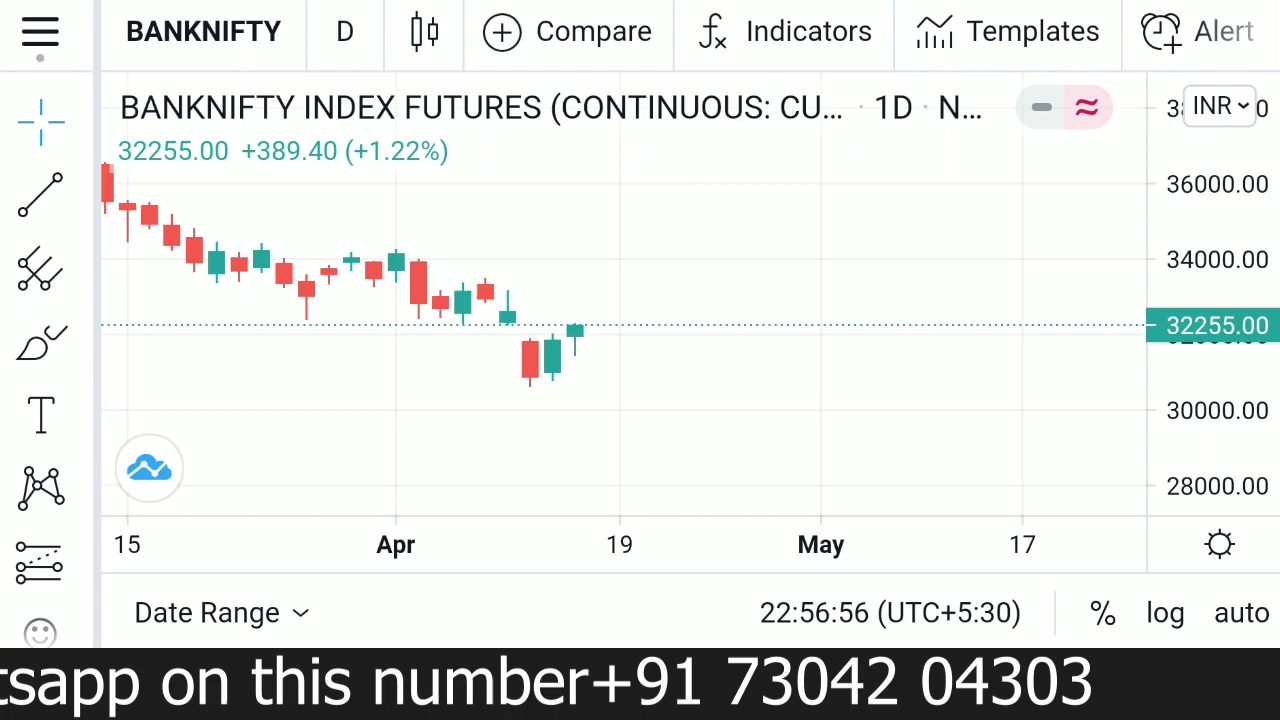 BANKNIFTY D Compare Indicators Templates Alert
BANKNIFTY INDEX FUTURES (CONTINUOUS: CU... · 1D · N...
INR
32255.00 +389.40 (+1.22%)
36000.00
34000.00
32255.00
30000.00
28000.00
15 Apr 19 May 17
Date Range 22:56:56 (UTC+5:30) % log auto
tsapp on this number+91 73042 04303